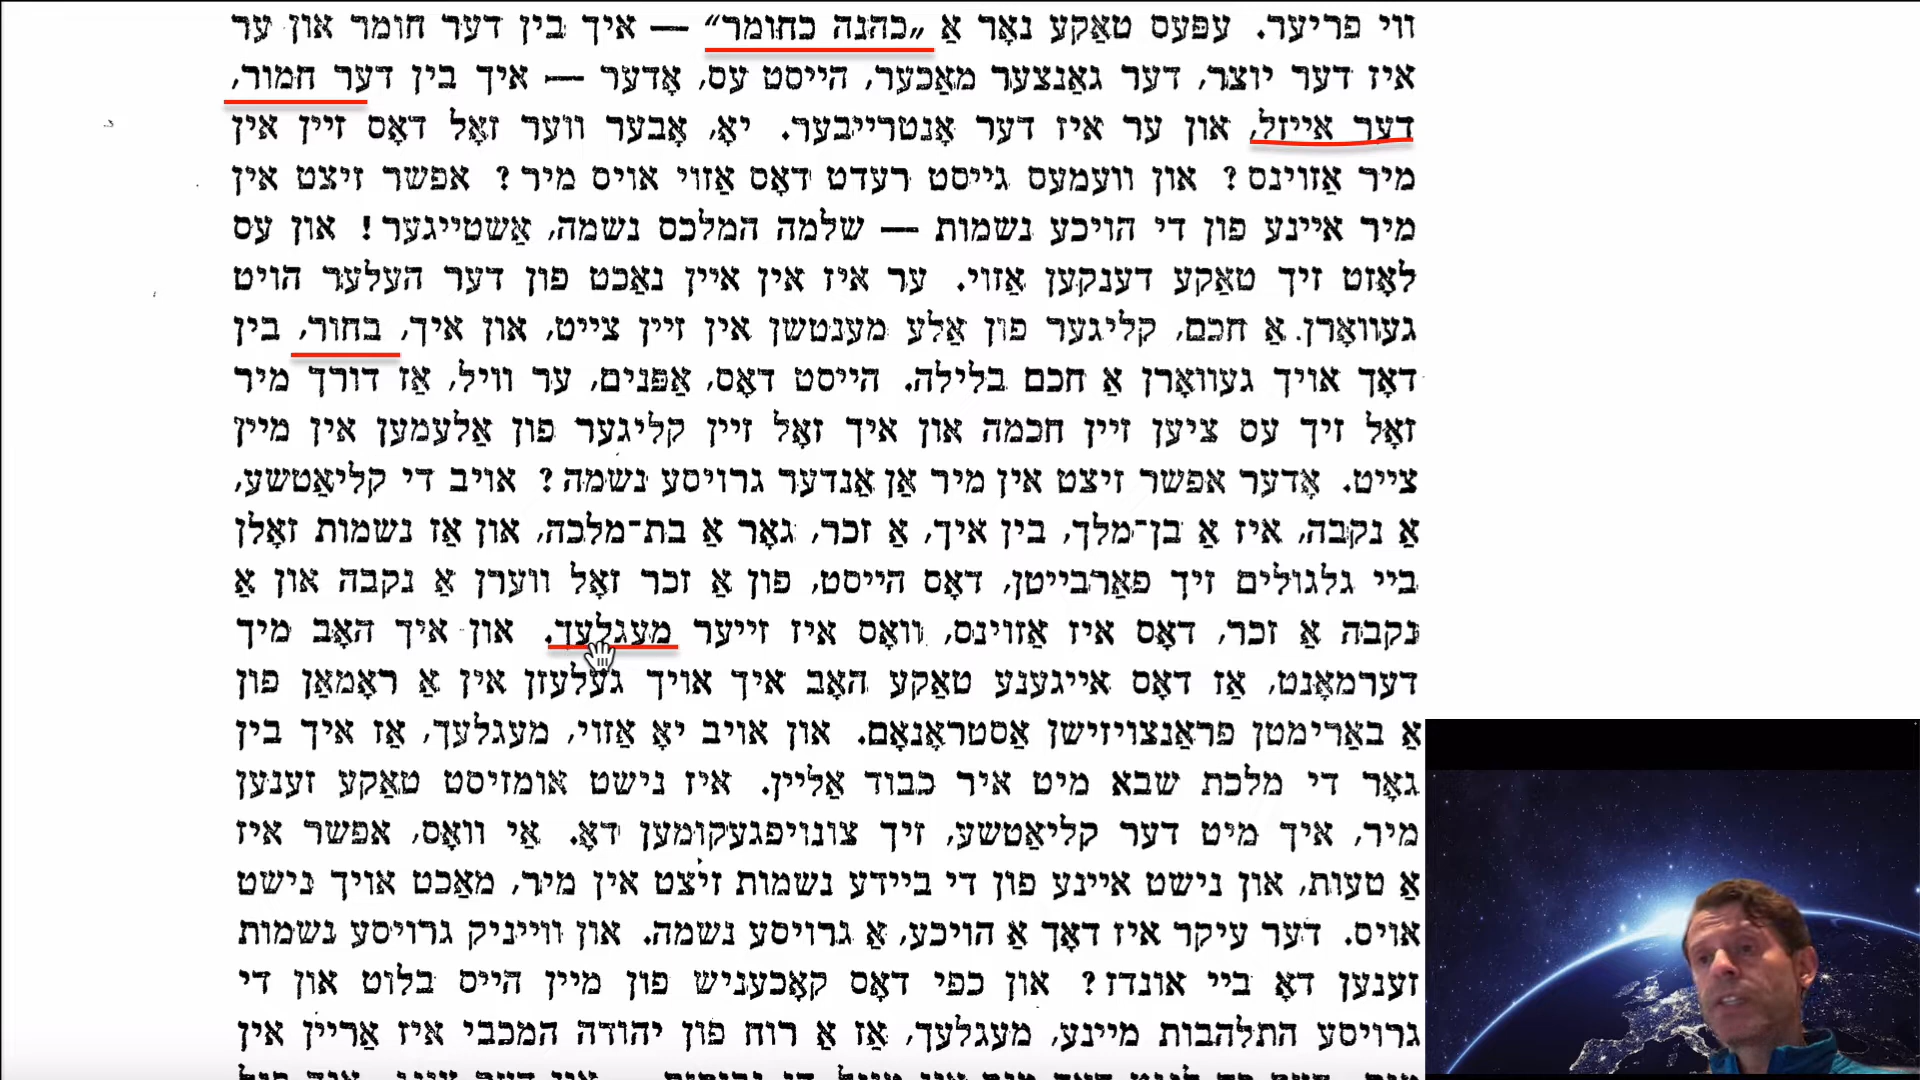 ווי פריער. עפּעס טאַקע נאָר אַ „כהנה כחומר“ — איך בין דער חומר און ער
איז דער יוצר, דער גאַנצער מאַכער, הייסט עס, אָדער — איך בין דער חמור,
דער אייזל, און ער איז דער אָנטרייבער. יאָ, אָבער ווער זאָל דאָס זיין אין
מיר אַזוינס? און וועמעס גייסט רעדט דאָס אַזוי אויס מיר? אפשר זיצט אין
מיר איינע פון די הויכע נשמות — שלמה המלכס נשמה, אַשטייגער! און עס
לאָזט זיך טאַקע דענקען אַזוי. ער איז אין איין נאַכט פון דער העלער הויט
געוואָרן אַ חכם, קליגער פון אַלע מענטשן אין זיין צייט, און איך, בחור, בין
דאָך אויך געוואָרן אַ חכם בלילה. הייסט דאָס, אַפּנים, ער וויל, אַז דורך מיר
זאָל זיך עס ציען זיין חכמה און איך זאָל זיין קליגער פון אַלעמען אין מיין
צייט. אָדער אפשר זיצט אין מיר אַן אַנדער גרויסע נשמה? אויב די קליאַטשע,
אַ נקבה, איז אַ בן־מלך, בין איך, אַ זכר, גאָר אַ בת־מלכה, און אַז נשמות זאָלן
ביי גלגולים זיך פאַרבייטן, דאָס הייסט, פון אַ זכר זאָל ווערן אַ נקבה און אַ
נקבה אַ זכר, דאָס איז אַזוינס, וואָס איז זייער מעגלעך. און איך האָב מיך
דערמאָנט, אַז דאָס אייגענע טאַקע האָב איך אויך געלעזן אין אַ ראָמאַן פון
אַ באַרימטן פראַנצויזישן אַסטראָנאָם. און אויב יאָ אַזוי, מעגלעך, אַז איך בין
גאָר די מלכת שבא מיט איר כבוד אַליין. איז נישט אומזיסט טאַקע זענען
מיר, איך מיט דער קליאַטשע, זיך צונויפגעקומען דאָ. אַי וואָס, אפשר איז
אַ טעות, און נישט איינע פון די ביידע נשמות זיצט אין מיר, מאַכט אויך נישט
אויס. דער עיקר איז דאָך אַ הויכע, אַ גרויסע נשמה. און ווייניק גרויסע נשמות
זענען דאָ ביי אונדז? און כפי דאָס קאָכעניש פון מיין הייס בלוט און די
גרויסע התלהבות מיינע, מעגלעך, אַז אַ רוח פון יהודה המכבי איז אַריין אין